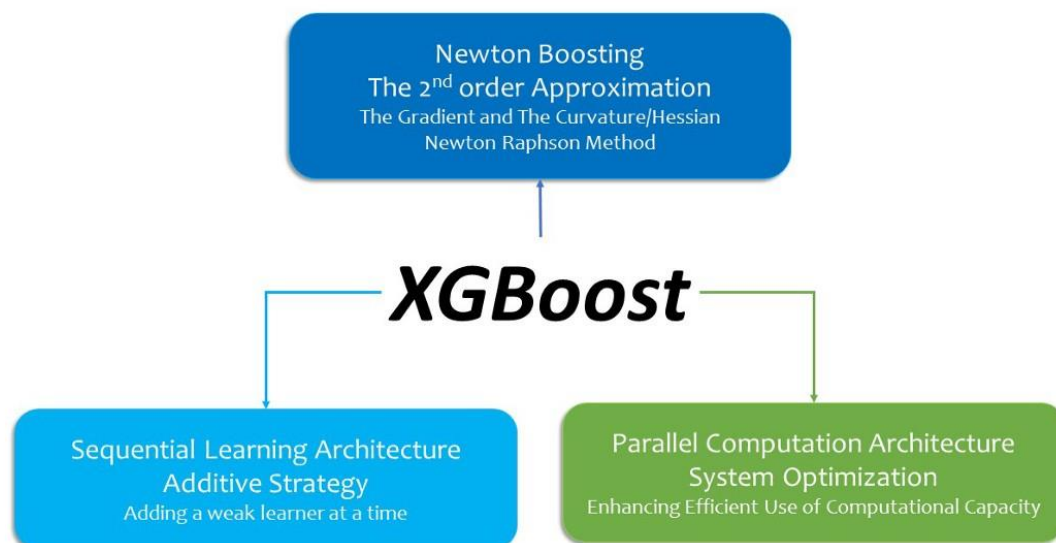 Newton Boosting
The 2nd order Approximation
The Gradient and The Curvature/Hessian
Newton Raphson Method
XGBoost
Sequential Learning Architecture
Additive Strategy
Adding a weak learner at a time
Parallel Computation Architecture
System Optimization
Enhancing Efficient Use of Computational Capacity